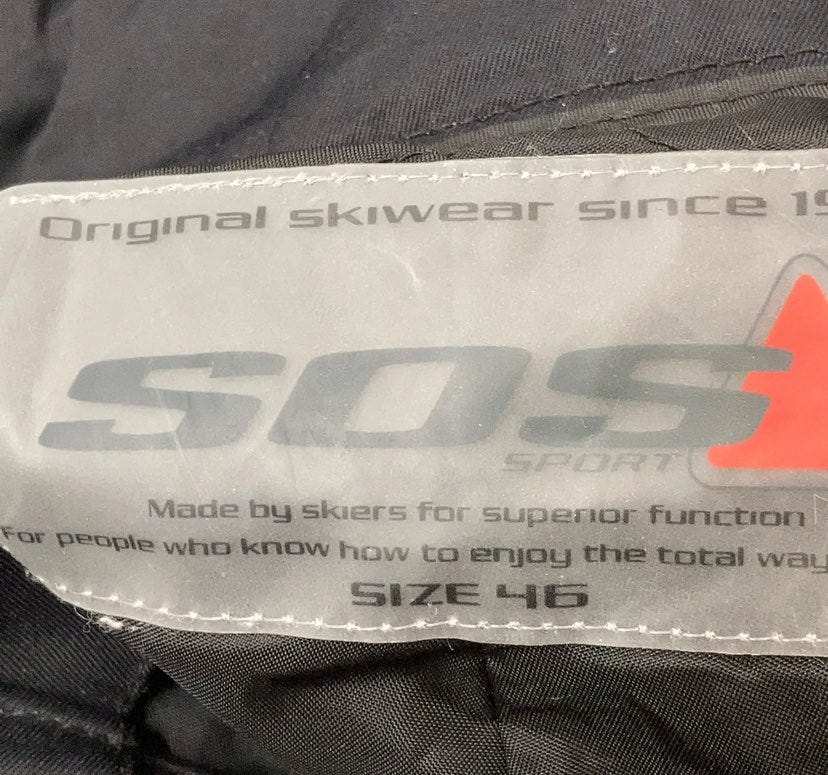 Original skiwear since 19
SOS
SPORT
Made by skiers for superior function
For people who know how to enjoy the total way
SIZE 46